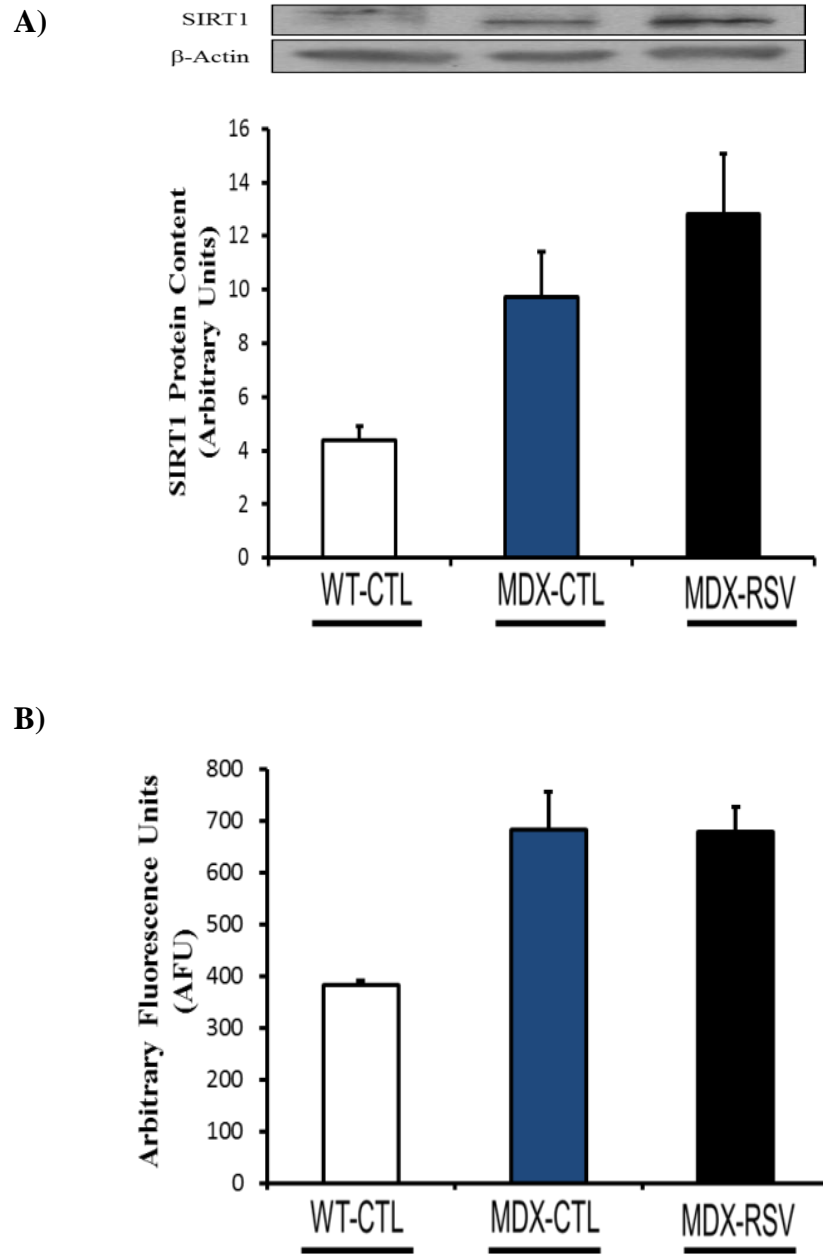 A)
SIRT1
β-Actin
SIRT1 Protein Content
(Arbitrary Units)
16
14
12
10
8
6
4
2
0
WT-CTL MDX-CTL MDX-RSV
B)
Arbitrary Fluorescence Units
(AFU)
800
700
600
500
400
300
200
100
0
WT-CTL MDX-CTL MDX-RSV